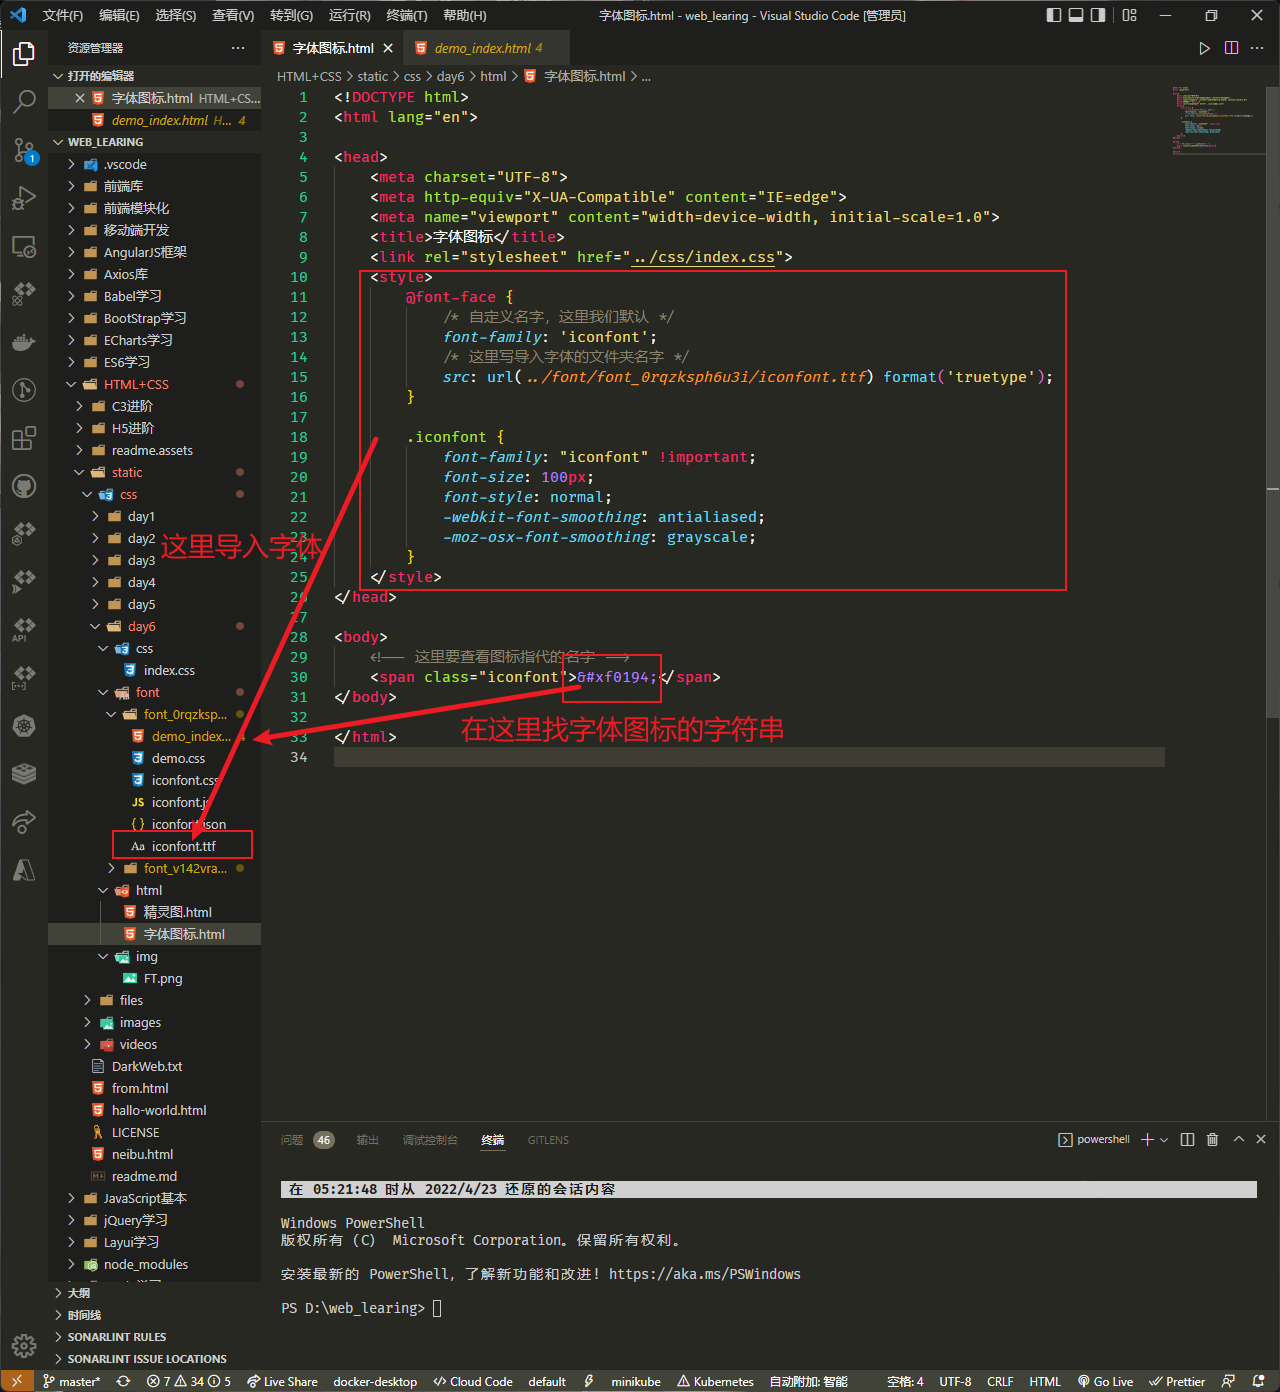 文件(F) 编辑(E) 选择(S) 查看(V) 转到(G) 运行(R) 终端(T) 帮助(H) 字体图标.html - web_learing - Visual Studio Code [管理员]
资源管理器
字体图标.html
demo_index.html 4
打开的编辑器
字体图标.html HTML+CS...
demo_index.html H... 4
WEB_LEARING
.vscode
前端库
前端模块化
移动端开发
AngularJS框架
Axios库
Babel学习
BootStrap学习
ECharts学习
ES6学习
HTML+CSS
C3进阶
H5进阶
readme.assets
static
css
day1
day2
day3
day4
day5
day6
css
index.css
font
font_0rqzksp...
demo_index... 4
demo.css
iconfont.css
iconfont.js
iconfont.json
iconfont.ttf
font_v142vra...
html
精灵图.html
字体图标.html
img
FT.png
files
images
videos
DarkWeb.txt
from.html
hallo-world.html
LICENSE
neibu.html
readme.md
JavaScript基本
jQuery学习
Layui学习
node_modules
大纲
时间线
SONARLINT RULES
SONARLINT ISSUE LOCATIONS
HTML+CSS > static > css > day6 > html > 字体图标.html > ...
1 <!DOCTYPE html>
2 <html lang="en">
3
4 <head>
5 <meta charset="UTF-8">
6 <meta http-equiv="X-UA-Compatible" content="IE=edge">
7 <meta name="viewport" content="width=device-width, initial-scale=1.0">
8 <title>字体图标</title>
9 <link rel="stylesheet" href="../css/index.css">
10 <style>
11 @font-face {
12 /* 自定义名字，这里我们默认 */
13 font-family: 'iconfont';
14 /* 这里写导入字体的文件夹名字 */
15 src: url(../font/font_0rqzksph6u3i/iconfont.ttf) format('truetype');
16 }
17
18 .iconfont {
19 font-family: "iconfont" !important;
20 font-size: 100px;
21 font-style: normal;
22 -webkit-font-smoothing: antialiased;
23 -moz-osx-font-smoothing: grayscale;
24 }
25 </style>
26 </head>
27
28 <body>
29 <!-- 这里要查看图标指代的名字 -->
30 <span class="iconfont">&#xf0194;</span>
31 </body>
32
33 </html>
34
这里导入字体
在这里找字体图标的字符串
问题 46 输出 调试控制台 终端 GITLENS
powershell
在 05:21:48 时从 2022/4/23 还原的会话内容
Windows PowerShell
版权所有 (C) Microsoft Corporation。保留所有权利。
安装最新的 PowerShell，了解新功能和改进！https://aka.ms/PSWindows
PS D:\web_learing>
API
1
master* 7 34 5 Live Share docker-desktop Cloud Code default minikube Kubernetes 自动附加: 智能 空格: 4 UTF-8 CRLF HTML Go Live Prettier